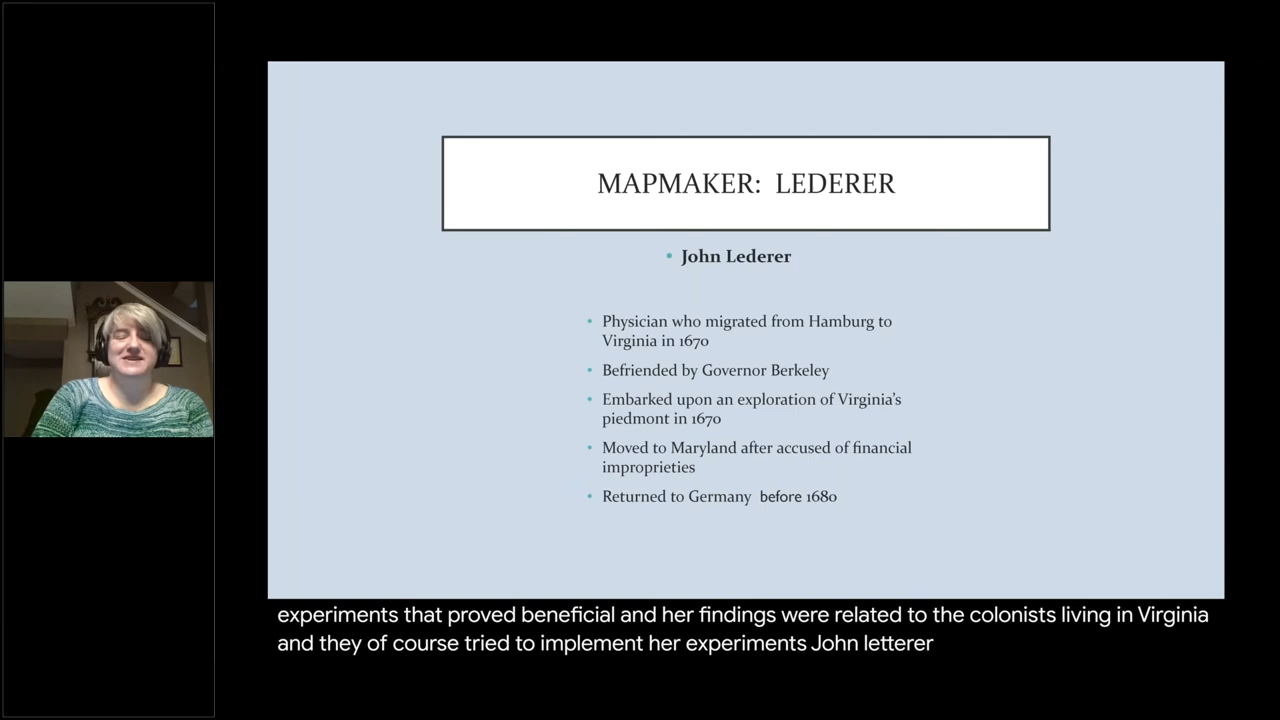 MAPMAKER: LEDERER
• John Lederer
• Physician who migrated from Hamburg to
Virginia in 1670
• Befriended by Governor Berkeley
• Embarked upon an exploration of Virginia's
piedmont in 1670
• Moved to Maryland after accused of financial
improprieties
• Returned to Germany before 1680
experiments that proved beneficial and her findings were related to the colonists living in Virginia
and they of course tried to implement her experiments John letterer